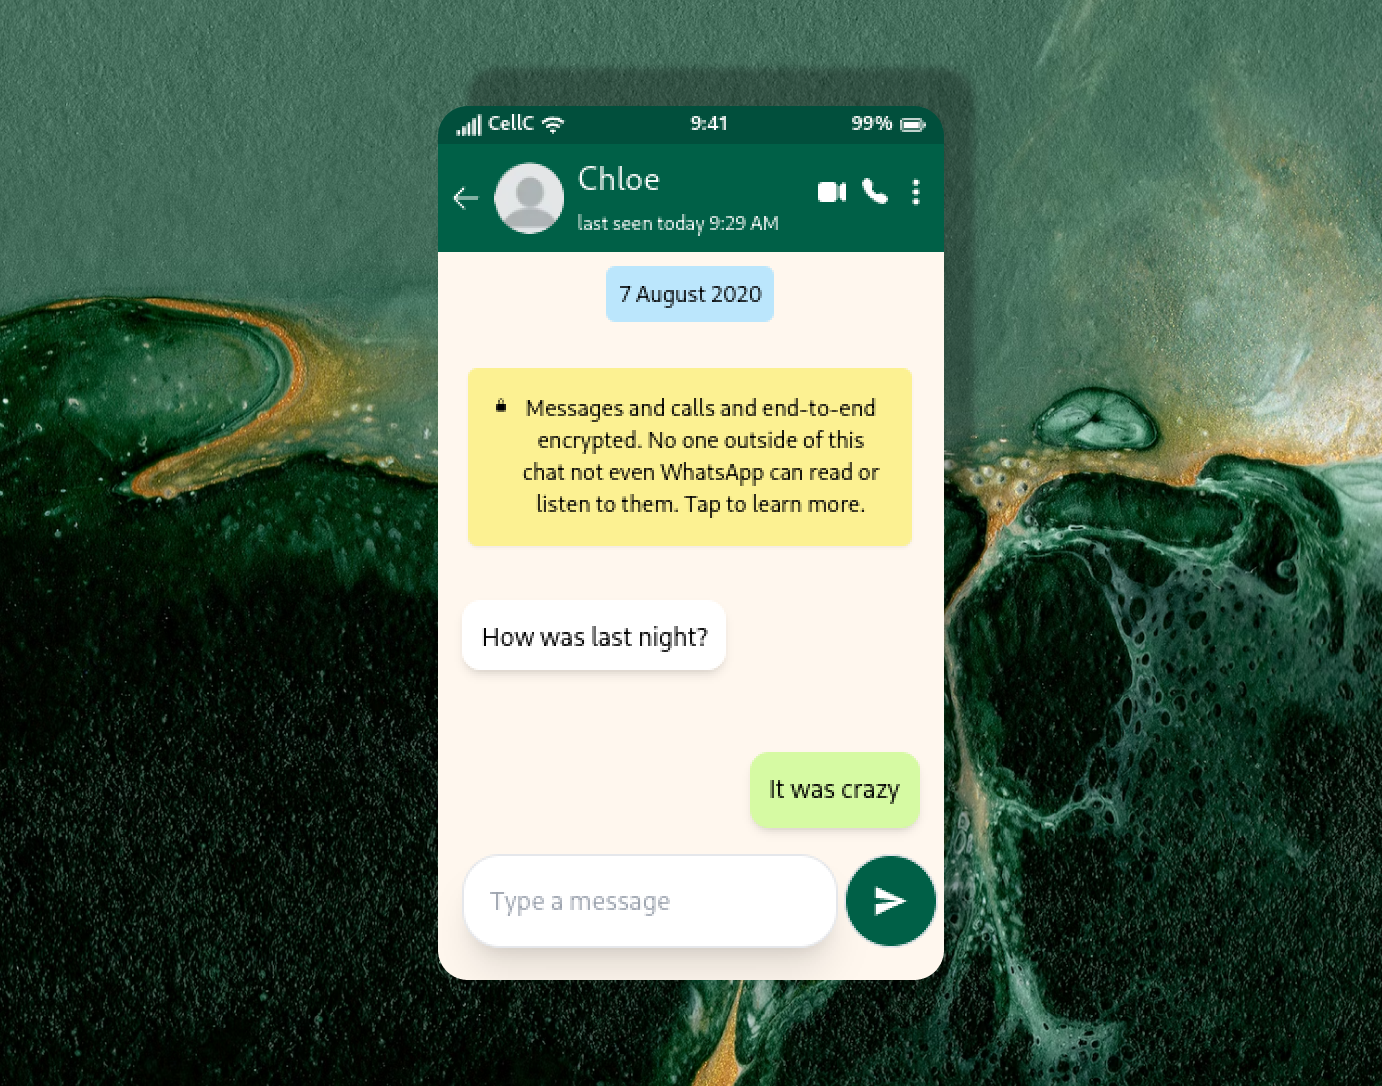 CellC 9:41 99%
Chloe
last seen today 9:29 AM
7 August 2020
Messages and calls and end-to-end
encrypted. No one outside of this
chat not even WhatsApp can read or
listen to them. Tap to learn more.
How was last night?
It was crazy
Type a message